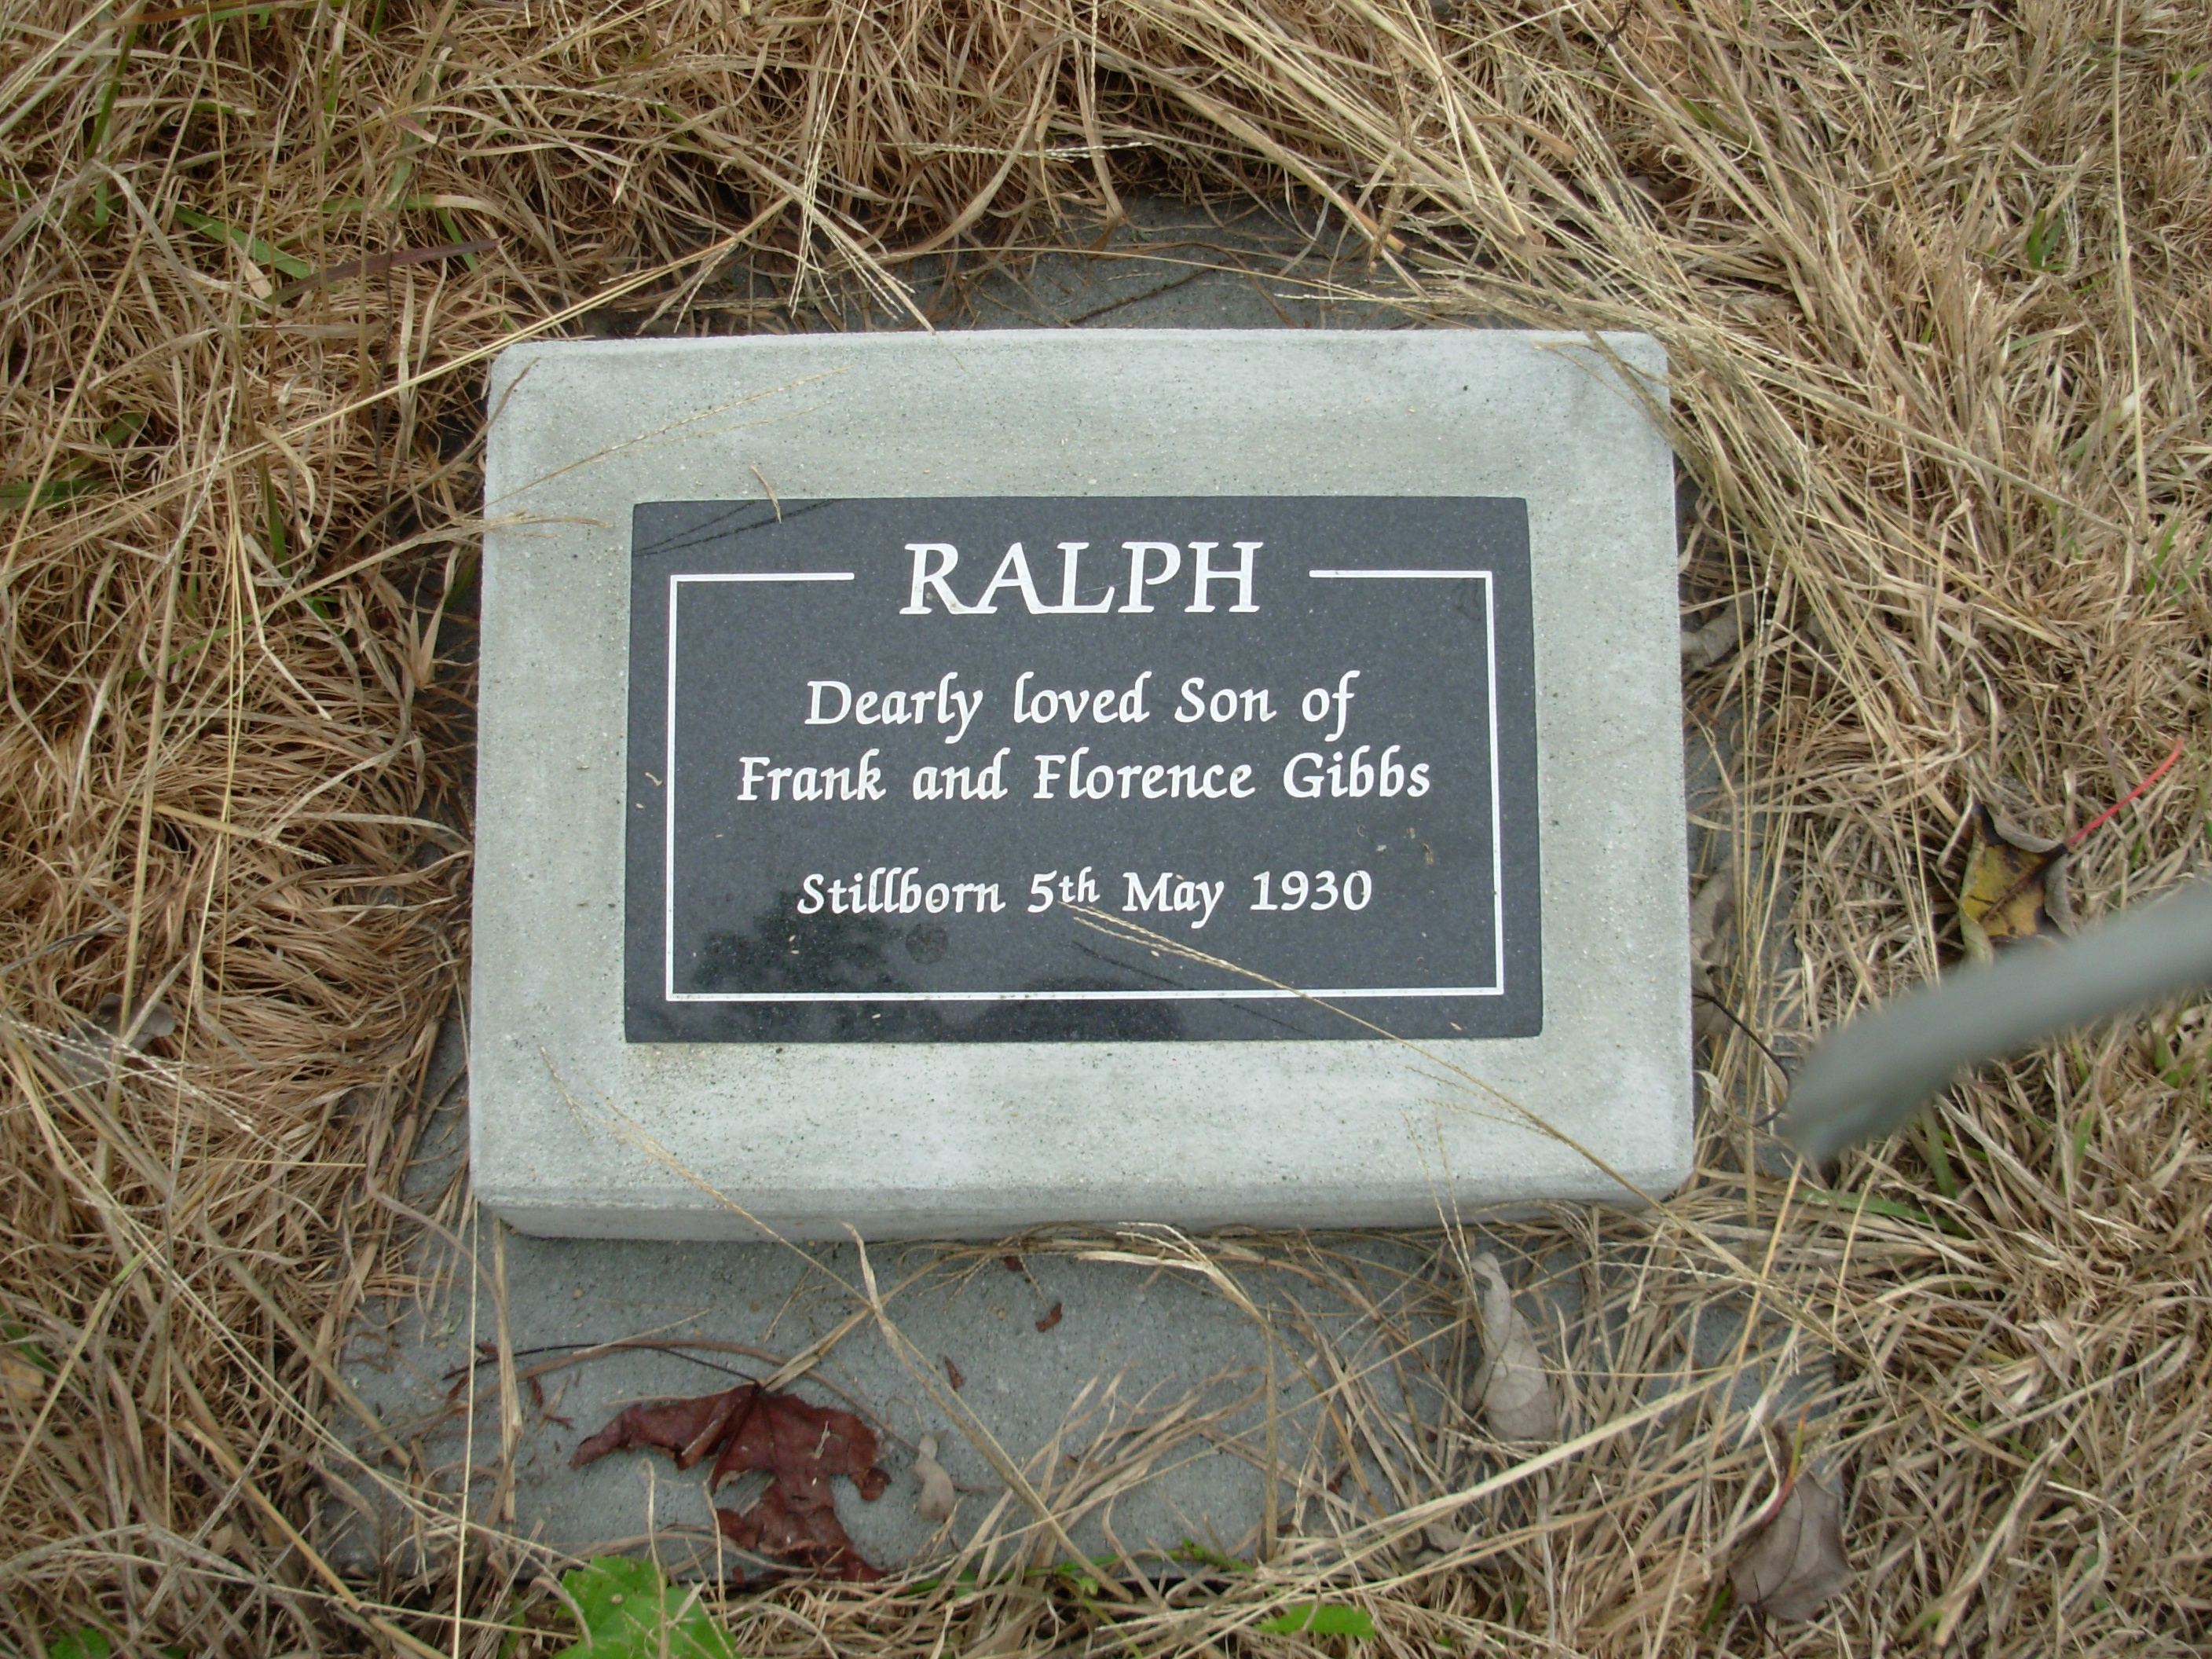 RALPH
Dearly loved Son of
Frank and Florence Gibbs
Stillborn 5th May 1930